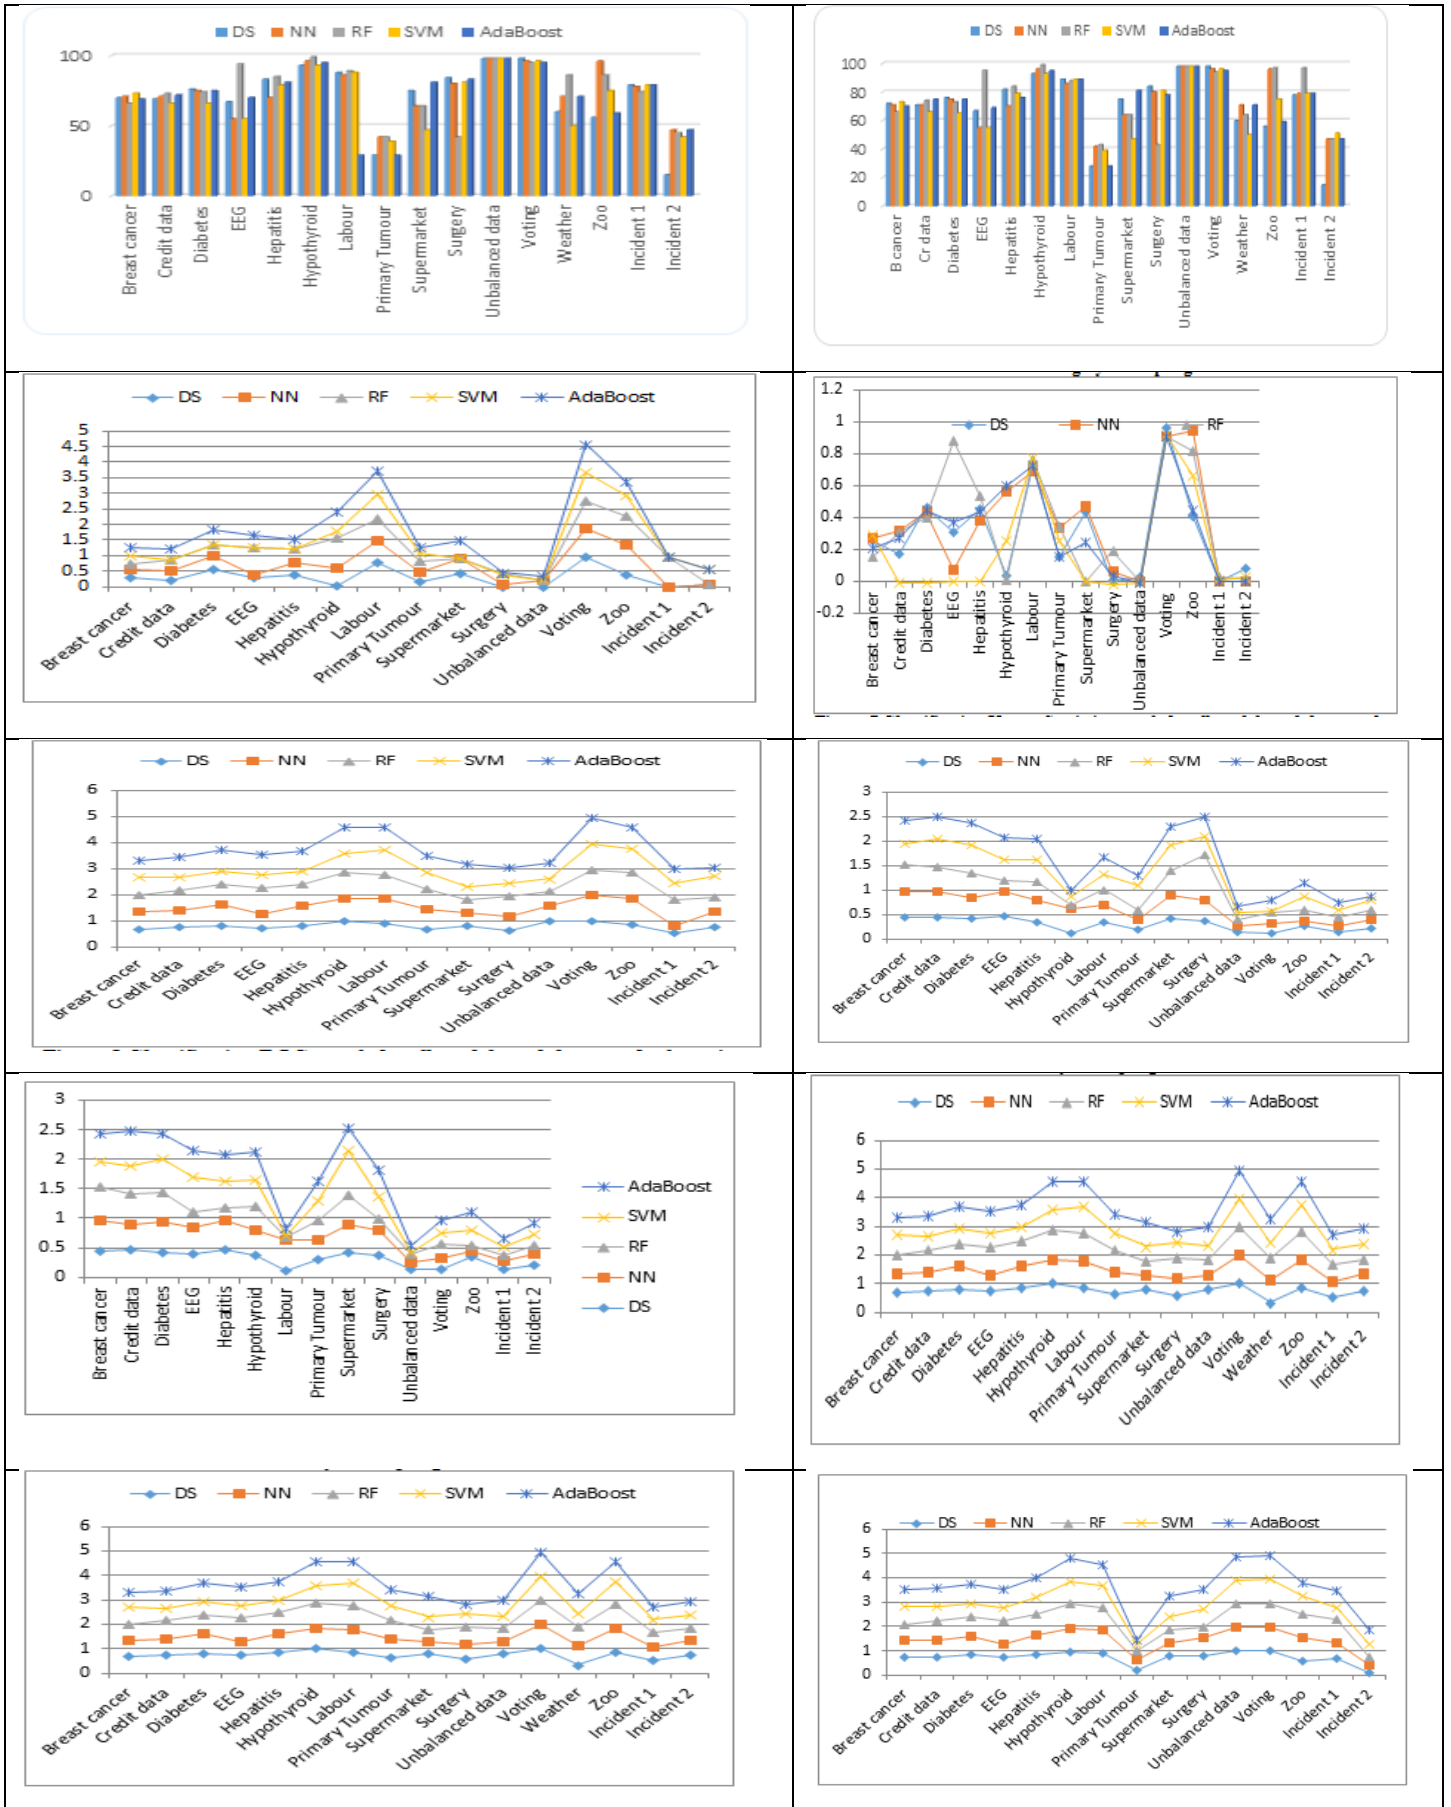 DS NN RF SVM AdaBoost
100
50
0
Breast cancer
Credit data
Diabetes
EEG
Hepatitis
Hypothyroid
Labour
Primary Tumour
Supermarket
Surgery
Unbalanced data
Voting
Weather
Zoo
Incident 1
Incident 2
DS NN RF SVM AdaBoost
100
80
60
40
20
0
B cancer
Cr data
Diabetes
EEG
Hepatitis
Hypothyroid
Labour
Primary Tumour
Supermarket
Surgery
Unbalanced data
Voting
Weather
Zoo
Incident 1
Incident 2
DS NN RF SVM AdaBoost
5
4.5
4
3.5
3
2.5
2
1.5
1
0.5
0
Breast cancer
Credit data
Diabetes
EEG
Hepatitis
Hypothyroid
Labour
Primary Tumour
Supermarket
Surgery
Unbalanced data
Voting
Zoo
Incident 1
Incident 2
1.2
1
0.8
0.6
0.4
0.2
0
-0.2
DS NN RF
Breast cancer
Credit data
Diabetes
EEG
Hepatitis
Hypothyroid
Labour
Primary Tumour
Supermarket
Surgery
Unbalanced data
Voting
Zoo
Incident 1
Incident 2
DS NN RF SVM AdaBoost
6
5
4
3
2
1
0
Breast cancer
Credit data
Diabetes
EEG
Hepatitis
Hypothyroid
Labour
Primary Tumour
Supermarket
Surgery
Unbalanced data
Voting
Zoo
Incident 1
Incident 2
DS NN RF SVM AdaBoost
3
2.5
2
1.5
1
0.5
0
Breast cancer
Credit data
Diabetes
EEG
Hepatitis
Hypothyroid
Labour
Primary Tumour
Supermarket
Surgery
Unbalanced data
Voting
Zoo
Incident 1
Incident 2
3
2.5
2
1.5
1
0.5
0
Breast cancer
Credit data
Diabetes
EEG
Hepatitis
Hypothyroid
Labour
Primary Tumour
Supermarket
Surgery
Unbalanced data
Voting
Zoo
Incident 1
Incident 2
AdaBoost
SVM
RF
NN
DS
DS NN RF SVM AdaBoost
6
5
4
3
2
1
0
Breast cancer
Credit data
Diabetes
EEG
Hepatitis
Hypothyroid
Labour
Primary Tumour
Supermarket
Surgery
Unbalanced data
Voting
Weather
Zoo
Incident 1
Incident 2
DS NN RF SVM AdaBoost
6
5
4
3
2
1
0
Breast cancer
Credit data
Diabetes
EEG
Hepatitis
Hypothyroid
Labour
Primary Tumour
Supermarket
Surgery
Unbalanced data
Voting
Weather
Zoo
Incident 1
Incident 2
DS NN RF SVM AdaBoost
6
5
4
3
2
1
0
Breast cancer
Credit data
Diabetes
EEG
Hepatitis
Hypothyroid
Labour
Primary Tumour
Supermarket
Surgery
Unbalanced data
Voting
Zoo
Incident 1
Incident 2